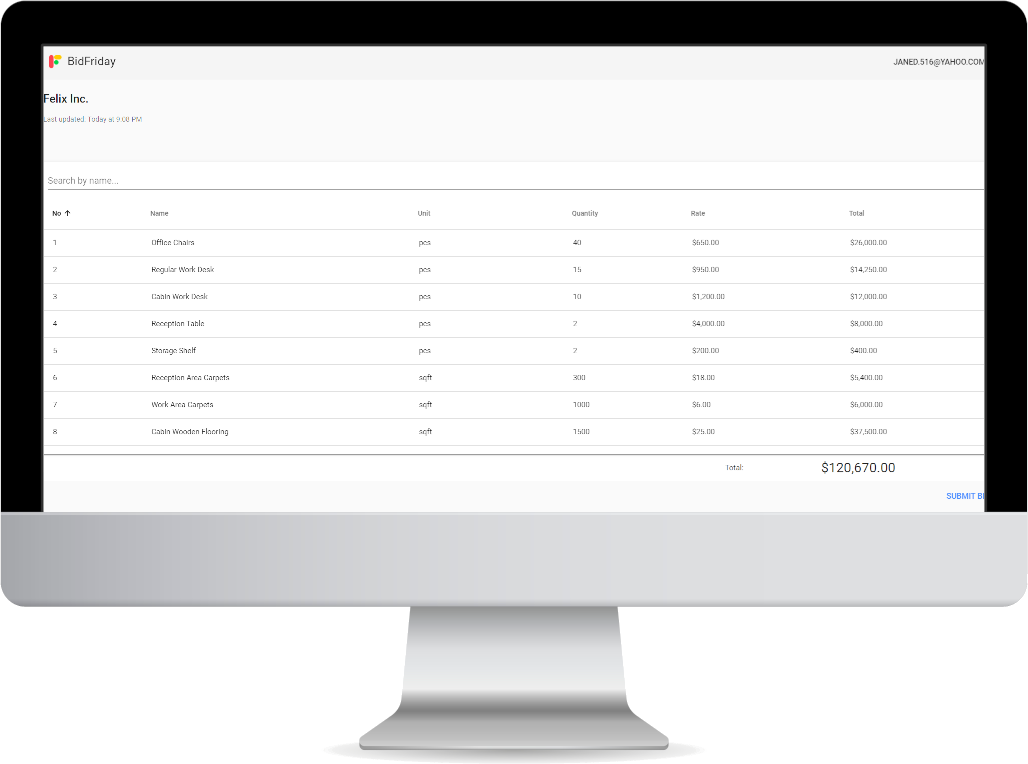 BidFriday JANED.516@YAHOO.COM
Felix Inc.
Last updated: Today at 9:08 PM
Search by name...
No ↑ Name Unit Quantity Rate Total
1 Office Chairs pcs 40 $650.00 $26,000.00
2 Regular Work Desk pcs 15 $950.00 $14,250.00
3 Cabin Work Desk pcs 10 $1,200.00 $12,000.00
4 Reception Table pcs 2 $4,000.00 $8,000.00
5 Storage Shelf pcs 2 $200.00 $400.00
6 Reception Area Carpets sqft 300 $18.00 $5,400.00
7 Work Area Carpets sqft 1000 $6.00 $6,000.00
8 Cabin Wooden Flooring sqft 1500 $25.00 $37,500.00
Total: $120,670.00
SUBMIT BI